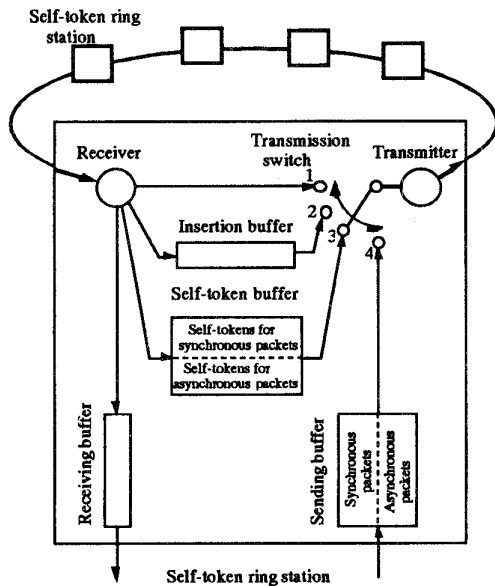 Self-token ring
station
Receiver
Transmission
switch
Transmitter
1
2
3
4
Insertion buffer
Self-token buffer
Self-tokens for
synchronous packets
Self-tokens for
asynchronous packets
Receiving buffer
Sending buffer
Synchronous
packets
Asynchronous
packets
Self-token ring station